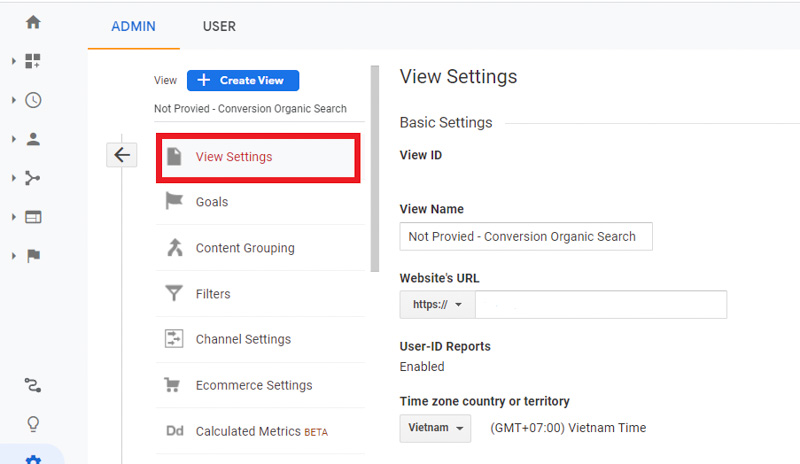 ADMIN USER
View + Create View
Not Provied - Conversion Organic Search
View Settings
Goals
Content Grouping
Filters
Channel Settings
Ecommerce Settings
Dd Calculated Metrics BETA
View Settings
Basic Settings
View ID
View Name
Not Provied - Conversion Organic Search
Website's URL
https://
User-ID Reports
Enabled
Time zone country or territory
Vietnam (GMT+07:00) Vietnam Time